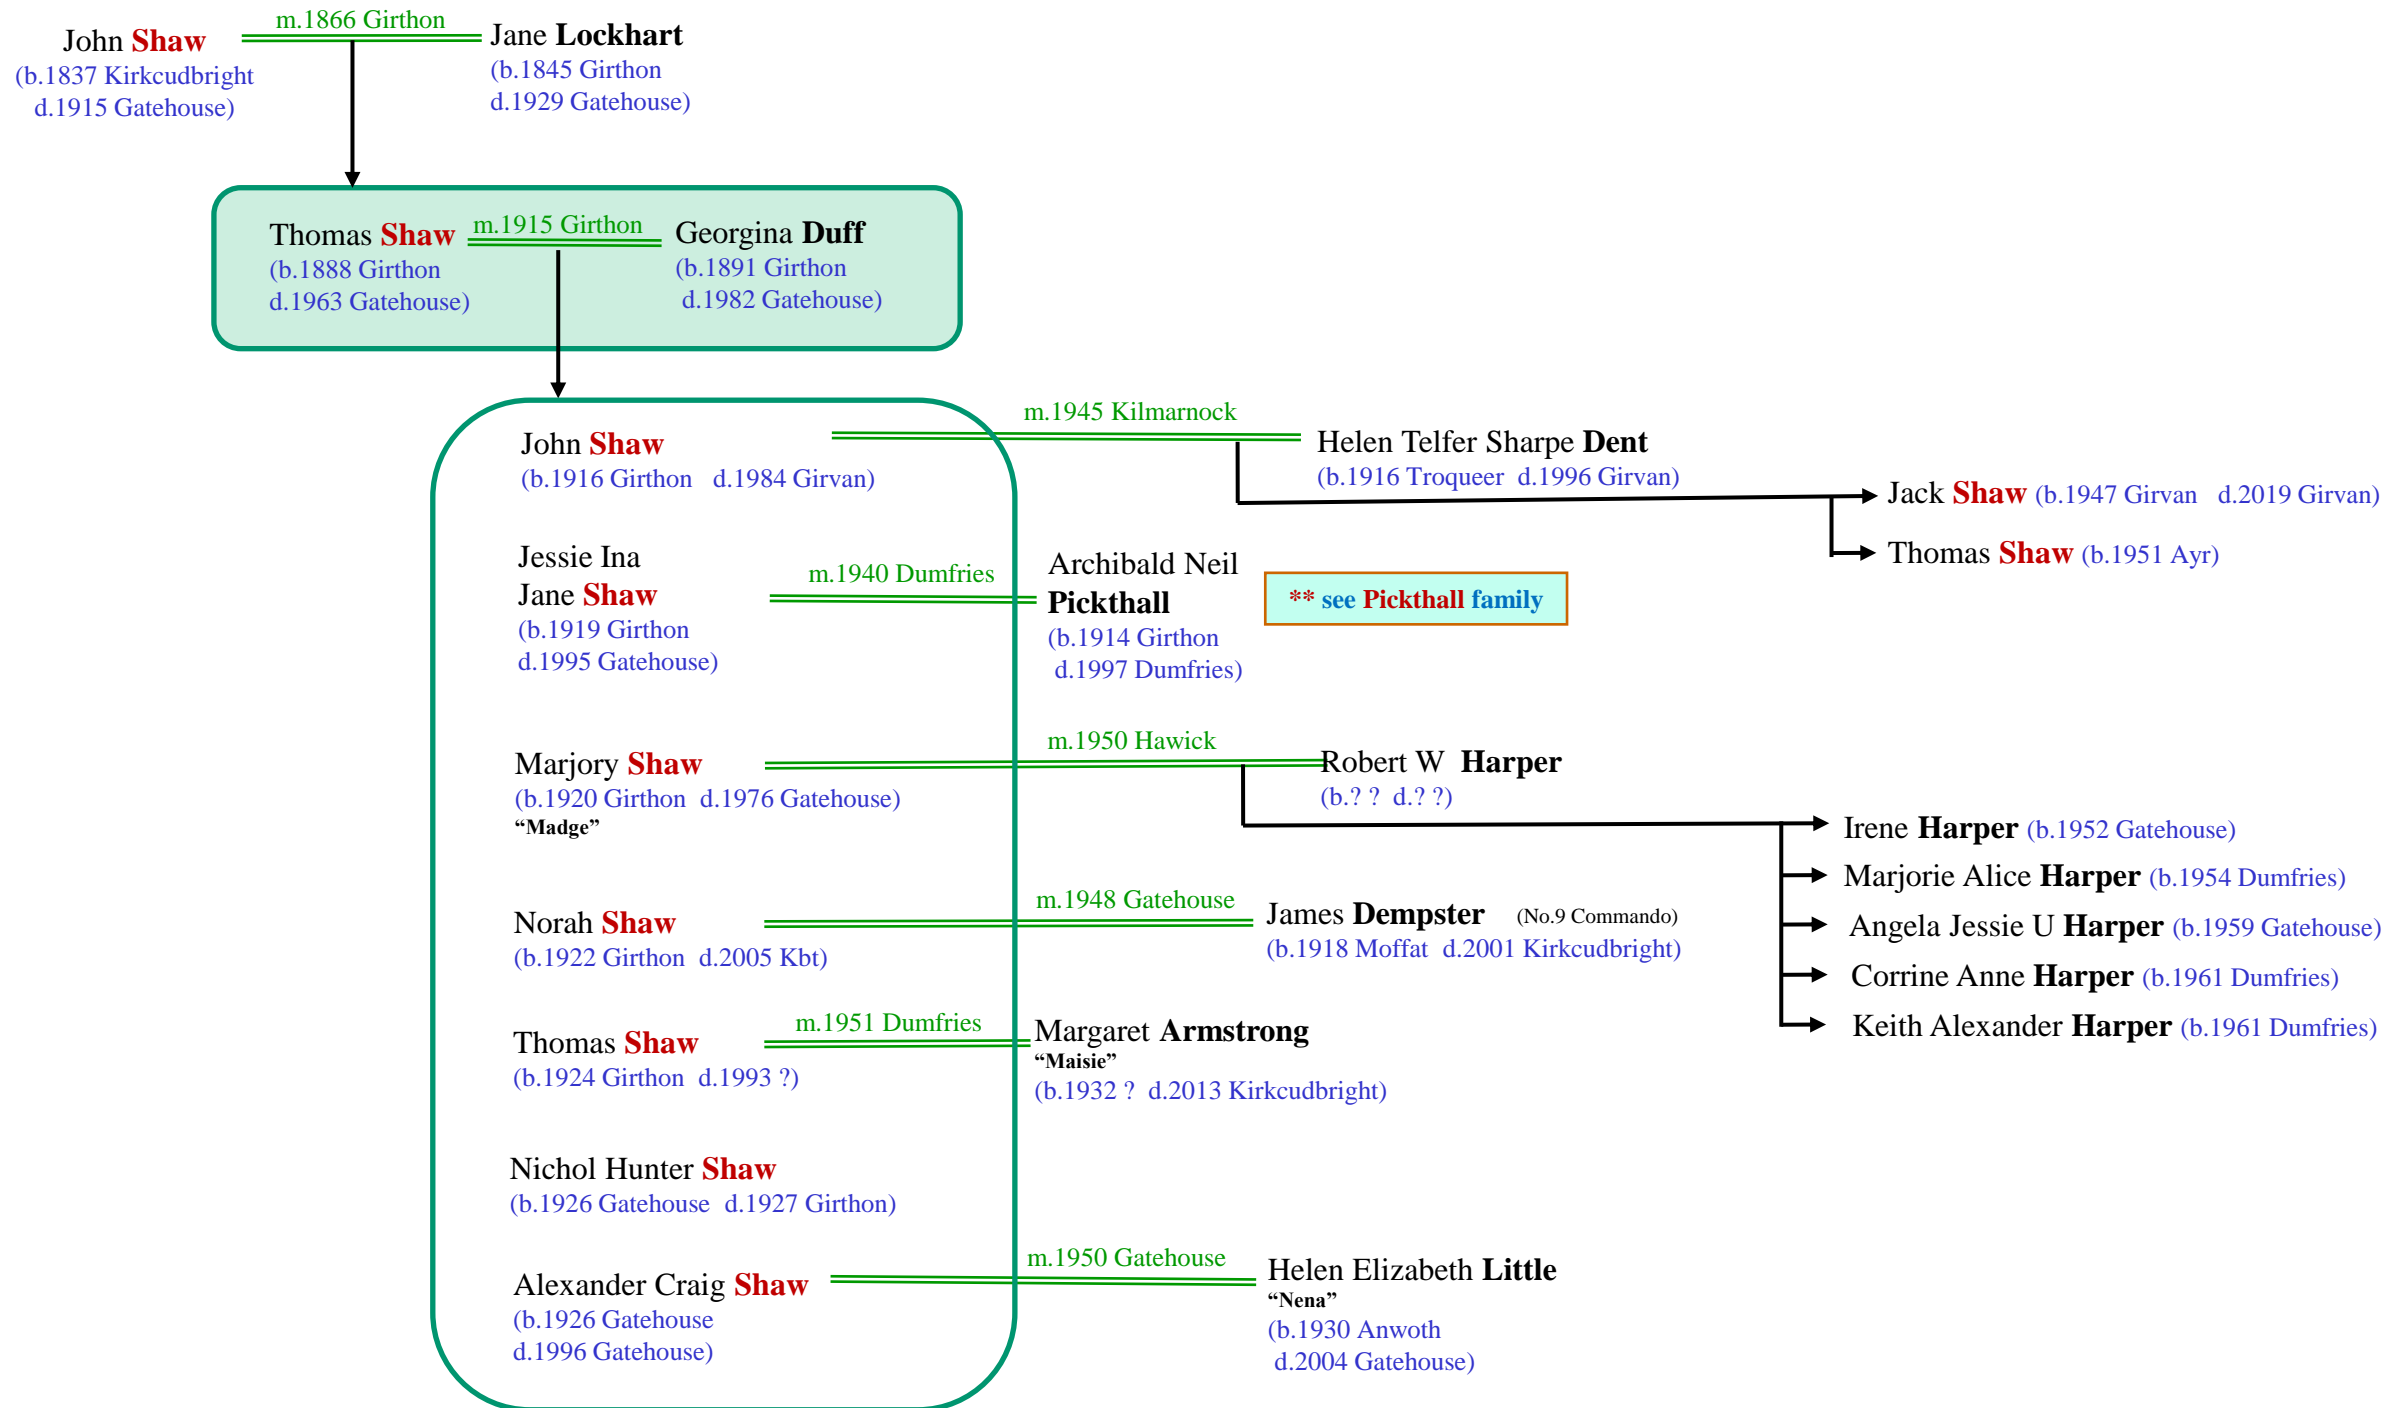 m.1866 Girthon
John Shaw
Jane Lockhart
(b.1837 Kirkcudbright
d.1915 Gatehouse)
(b.1845 Girthon
d.1929 Gatehouse)
Thomas Shaw
m.1915 Girthon
Georgina Duff
(b.1888 Girthon
d.1963 Gatehouse)
(b.1891 Girthon
d.1982 Gatehouse)
John Shaw
(b.1916 Girthon d.1984 Girvan)
m.1945 Kilmarnock
Helen Telfer Sharpe Dent
(b.1916 Troqueer d.1996 Girvan)
Jack Shaw (b.1947 Girvan d.2019 Girvan)
Thomas Shaw (b.1951 Ayr)
Jessie Ina
Jane Shaw
(b.1919 Girthon
d.1995 Gatehouse)
m.1940 Dumfries
Archibald Neil
Pickthall
(b.1914 Girthon
d.1997 Dumfries)
** see Pickthall family
Marjory Shaw
(b.1920 Girthon d.1976 Gatehouse)
“Madge”
m.1950 Hawick
Robert W Harper
(b.? ? d.? ?)
Irene Harper (b.1952 Gatehouse)
Marjorie Alice Harper (b.1954 Dumfries)
Angela Jessie U Harper (b.1959 Gatehouse)
Corrine Anne Harper (b.1961 Dumfries)
Keith Alexander Harper (b.1961 Dumfries)
Norah Shaw
(b.1922 Girthon d.2005 Kbt)
m.1948 Gatehouse
James Dempster (No.9 Commando)
(b.1918 Moffat d.2001 Kirkcudbright)
Thomas Shaw
(b.1924 Girthon d.1993 ?)
m.1951 Dumfries
Margaret Armstrong
“Maisie”
(b.1932 ? d.2013 Kirkcudbright)
Nichol Hunter Shaw
(b.1926 Gatehouse d.1927 Girthon)
Alexander Craig Shaw
(b.1926 Gatehouse
d.1996 Gatehouse)
m.1950 Gatehouse
Helen Elizabeth Little
“Nena”
(b.1930 Anwoth
d.2004 Gatehouse)